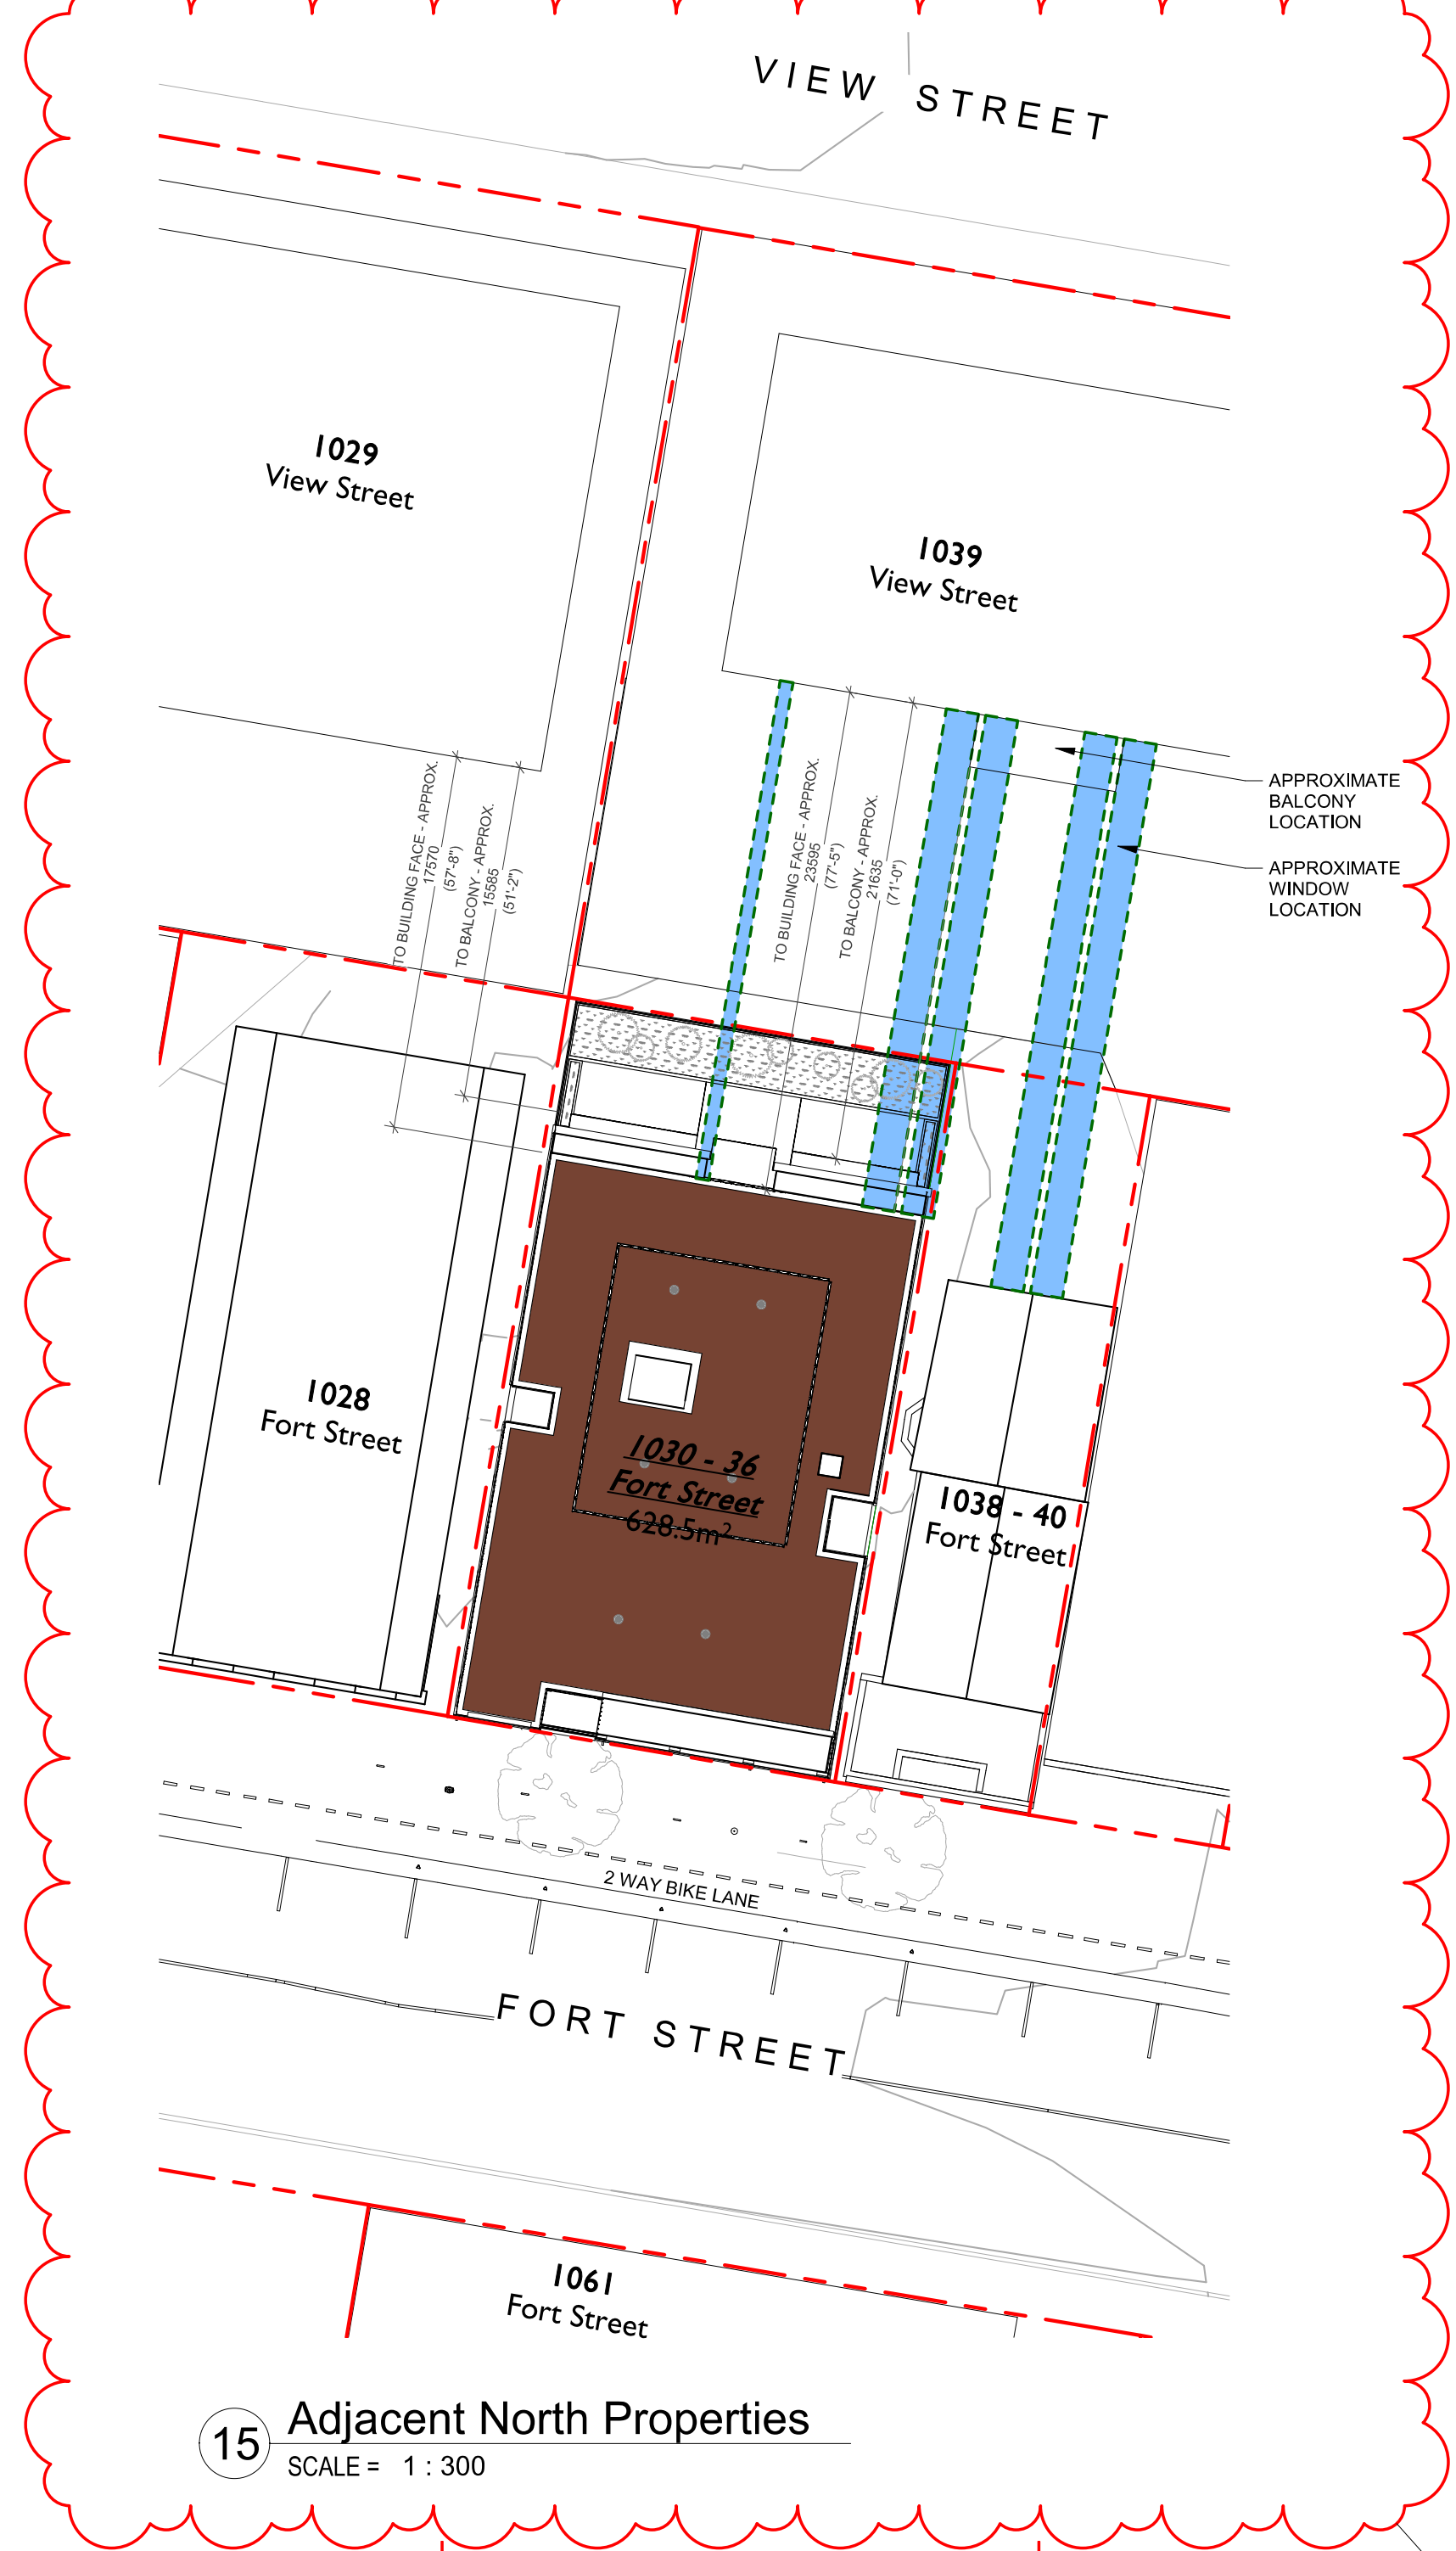 VIEW STREET
1029
View Street
1039
View Street
TO BUILDING FACE - APPROX.
17570
(57'-8")
TO BALCONY - APPROX.
15585
(51'-2")
TO BUILDING FACE - APPROX.
23595
(77'-5")
TO BALCONY - APPROX.
21635
(71'-0")
APPROXIMATE
BALCONY
LOCATION
APPROXIMATE
WINDOW
LOCATION
1028
Fort Street
1030 - 36
Fort Street
628.5m²
1038 - 40
Fort Street
2 WAY BIKE LANE
FORT STREET
1061
Fort Street
15
Adjacent North Properties
SCALE = 1 : 300